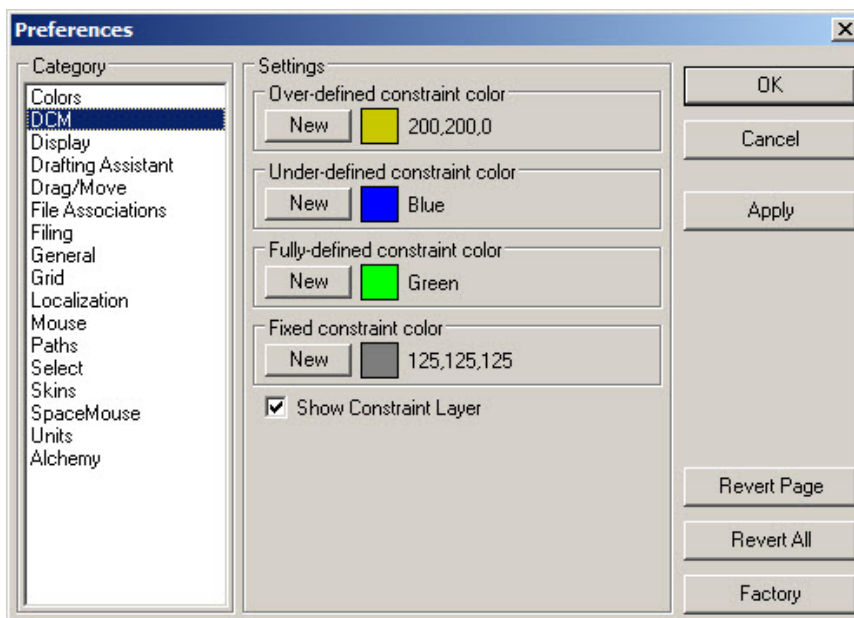 Preferences
Category
Colors
DCM
Display
Drafting Assistant
Drag/Move
File Associations
Filing
General
Grid
Localization
Mouse
Paths
Select
Skins
SpaceMouse
Units
Alchemy
Settings
Over-defined constraint color
New
200,200,0
Under-defined constraint color
New
Blue
Fully-defined constraint color
New
Green
Fixed constraint color
New
125,125,125
Show Constraint Layer
OK
Cancel
Apply
Revert Page
Revert All
Factory